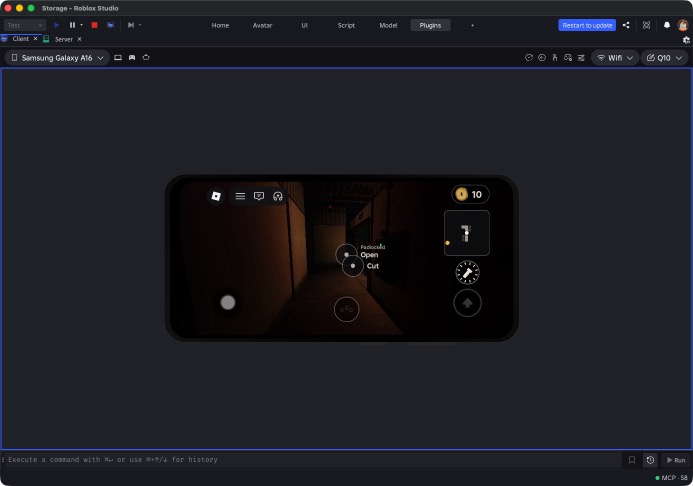 Storage - Roblox Studio
Test
Home Avatar UI Script Model Plugins +
Restart to update
Client × Server ×
Samsung Galaxy A16
Wifi
Q10
10
Padlocked
Open
Cut
Execute a command with ⌘↵ or use ⌘+↑/↓ for history
Run
MCP · 58